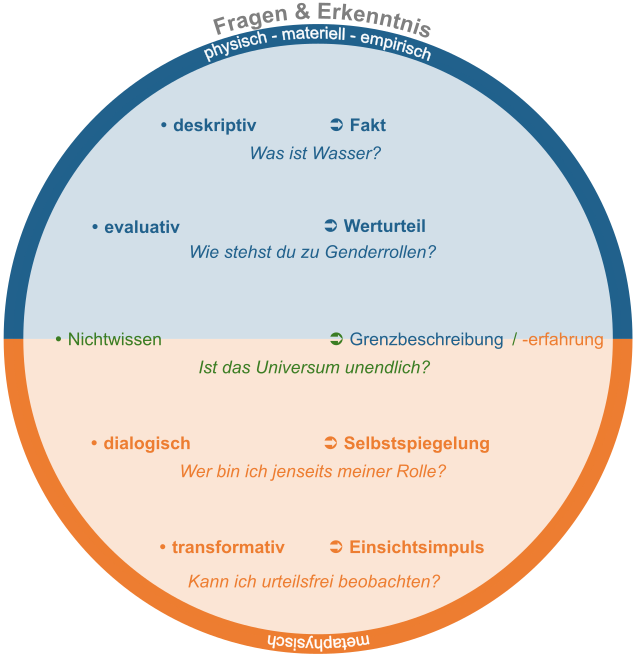 Fragen & Erkenntnis
physisch - materiell - empirisch
• deskriptiv ➲ Fakt
Was ist Wasser?
• evaluativ ➲ Werturteil
Wie stehst du zu Genderrollen?
• Nichtwissen ➲ Grenzbeschreibung / -erfahrung
Ist das Universum unendlich?
• dialogisch ➲ Selbstspiegelung
Wer bin ich jenseits meiner Rolle?
• transformativ ➲ Einsichtsimpuls
Kann ich urteilsfrei beobachten?
metaphysisch